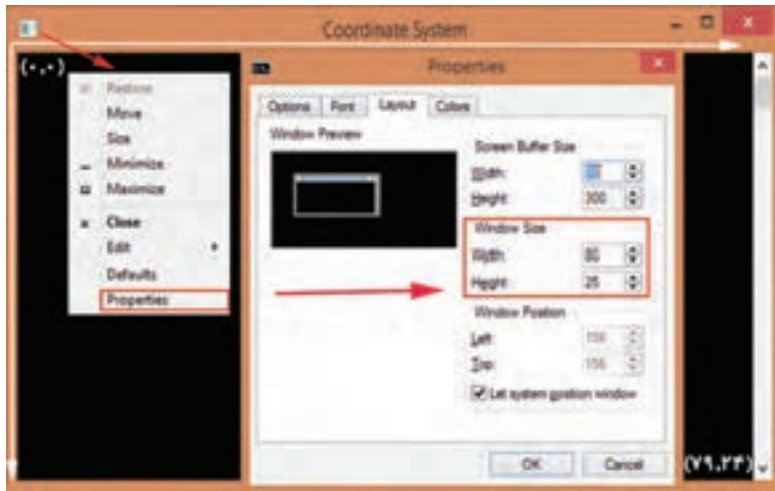 Coordinate System
(۰,۰)
Restore
Move
Size
Minimize
Maximize
Close
Edit
Defaults
Properties
Properties
Options Font Layout Colors
Window Preview
Screen Buffer Size
Width:
Height: 300
Window Size
Width: 80
Height: 25
Window Position
Left: 156
Top: 156
Let system position window
OK Cancel
(۷۹,۲۴)